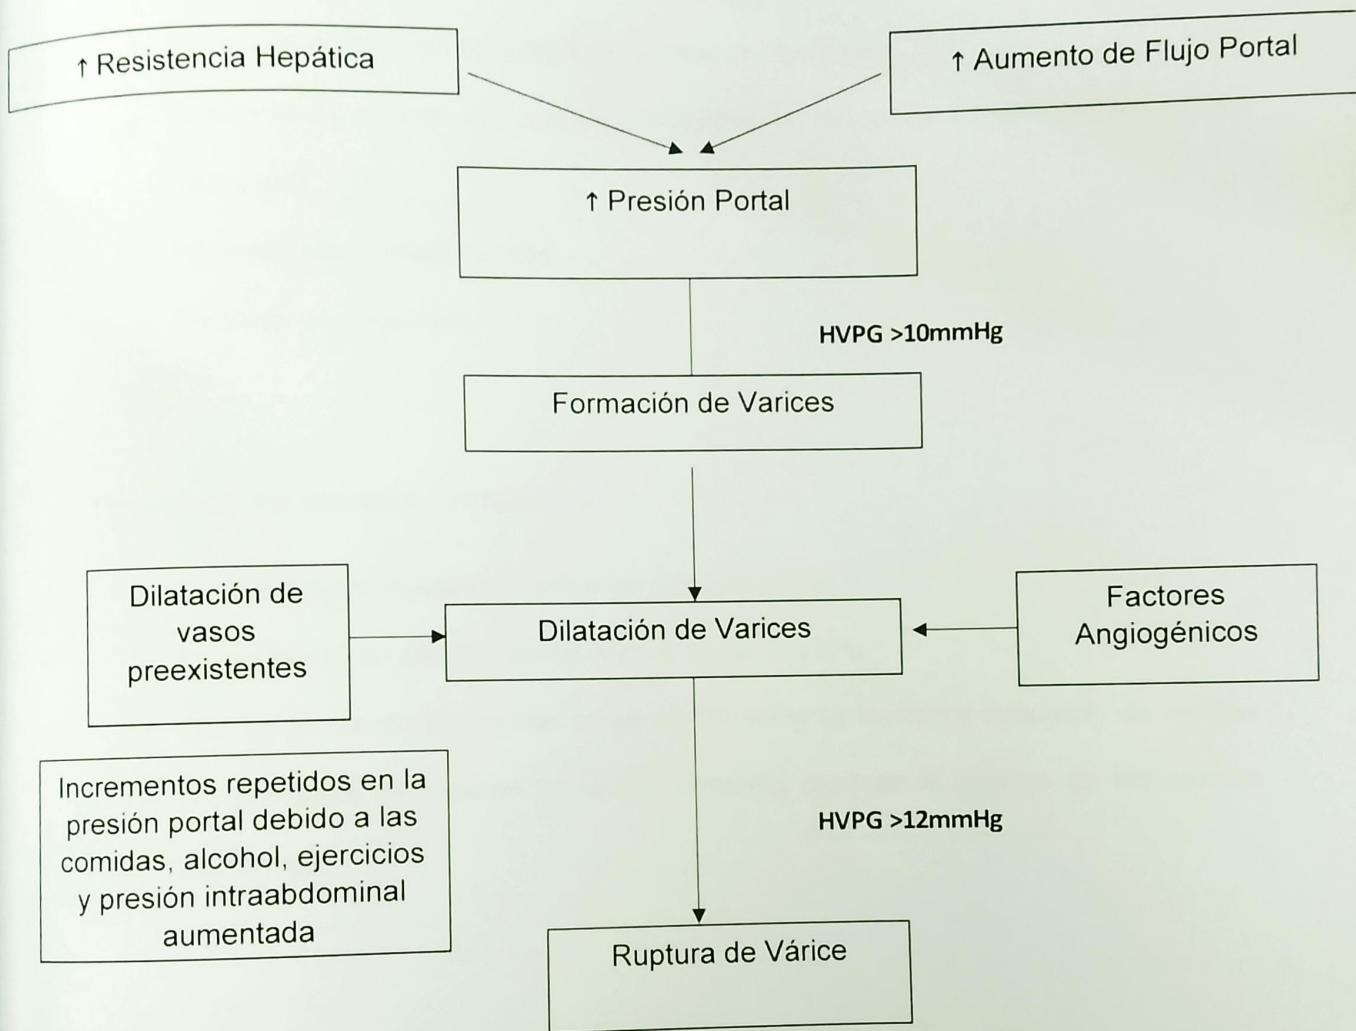 ↑ Resistencia Hepática
↑ Aumento de Flujo Portal
↑ Presión Portal
HVPG >10mmHg
Formación de Varices
Dilatación de
vasos
preexistentes
Dilatación de Varices
Factores
Angiogénicos
Incrementos repetidos en la
presión portal debido a las
comidas, alcohol, ejercicios
y presión intraabdominal
aumentada
HVPG >12mmHg
Ruptura de Várice